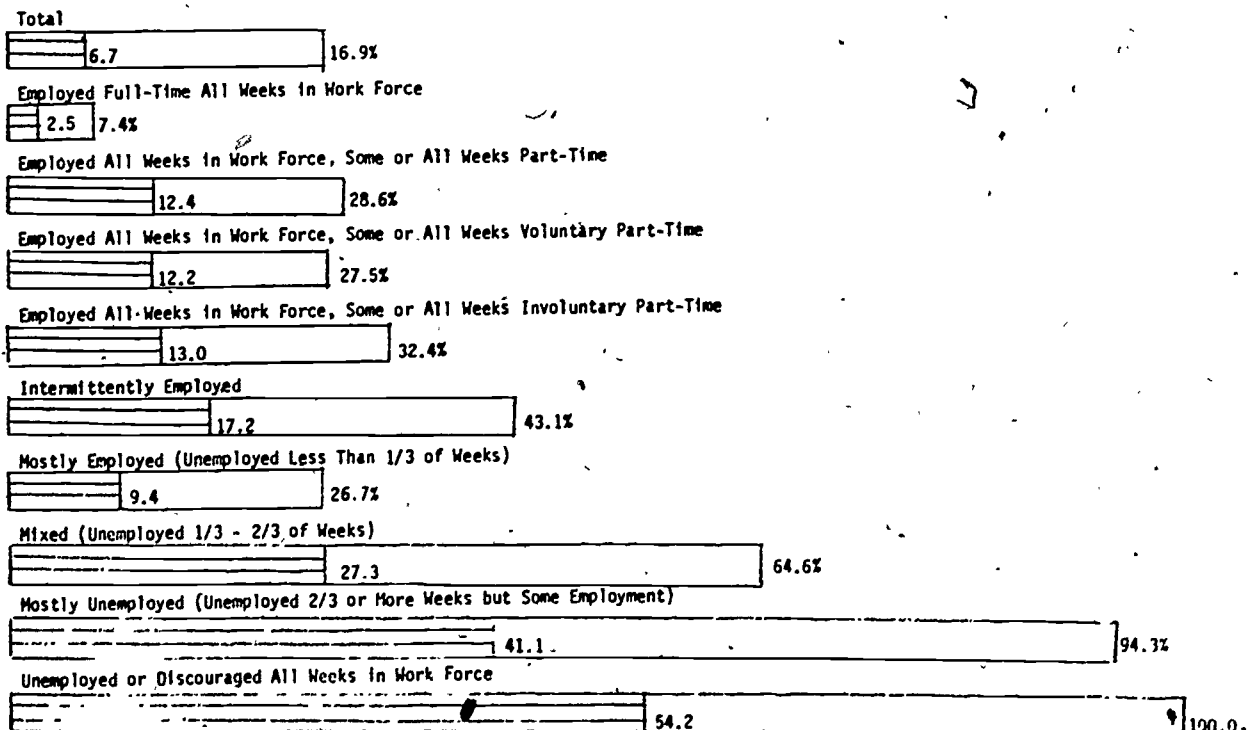 Total
6.7 16.9%
Employed Full-Time All Weeks in Work Force
2.5 7.4%
Employed All Weeks in Work Force, Some or All Weeks Part-Time
12.4 28.6%
Employed All Weeks in Work Force, Some or All Weeks Voluntary Part-Time
12.2 27.5%
Employed All Weeks in Work Force, Some or All Weeks Involuntary Part-Time
13.0 32.4%
Intermittently Employed
17.2 43.1%
Mostly Employed (Unemployed Less Than 1/3 of Weeks)
9.4 26.7%
Mixed (Unemployed 1/3 - 2/3 of Weeks)
27.3 64.6%
Mostly Unemployed (Unemployed 2/3 or More Weeks but Some Employment)
41.1 94.3%
Unemployed or Discouraged All Weeks in Work Force
54.2 100.0